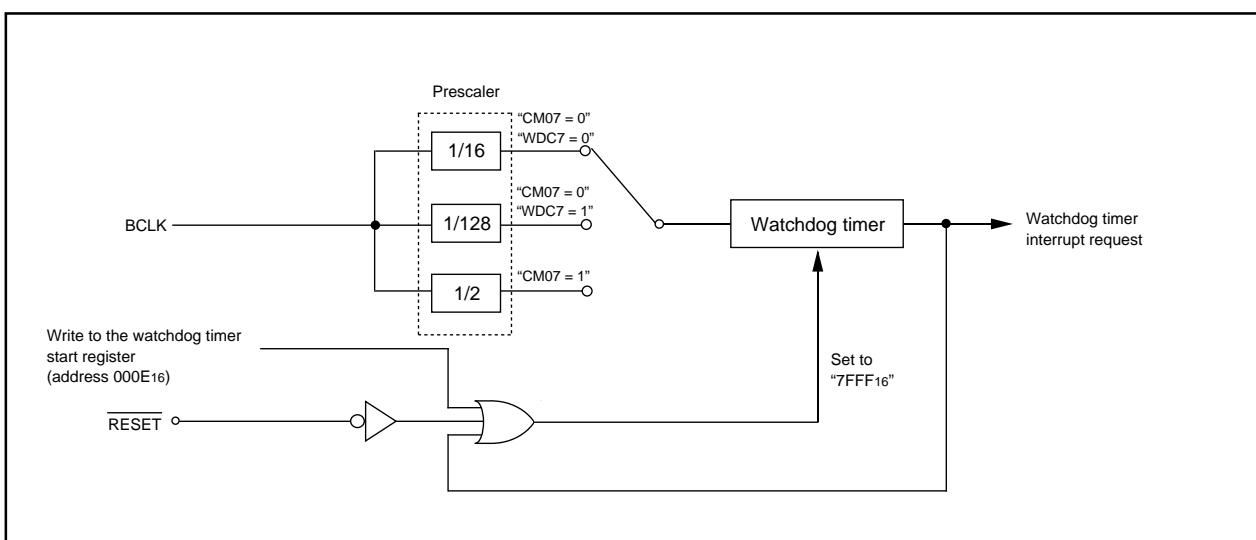 Prescaler
“CM07 = 0”
“WDC7 = 0”
1/16
“CM07 = 0”
“WDC7 = 1”
1/128
BCLK
“CM07 = 1”
1/2
Watchdog timer
Watchdog timer
interrupt request
Write to the watchdog timer
start register
(address 000E16)
Set to
“7FFF16”
RESET